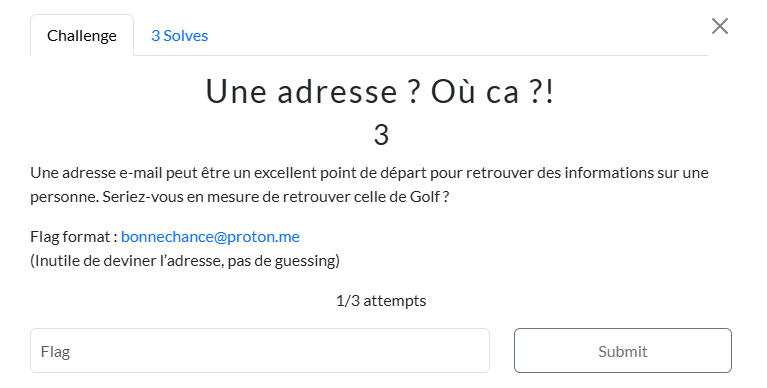 Challenge
3 Solves
Une adresse ? Où ca ?!
3
Une adresse e-mail peut être un excellent point de départ pour retrouver des informations sur une
personne. Seriez-vous en mesure de retrouver celle de Golf ?
Flag format : bonnechance@proton.me
(Inutile de deviner l’adresse, pas de guessing)
1/3 attempts
Flag
Submit